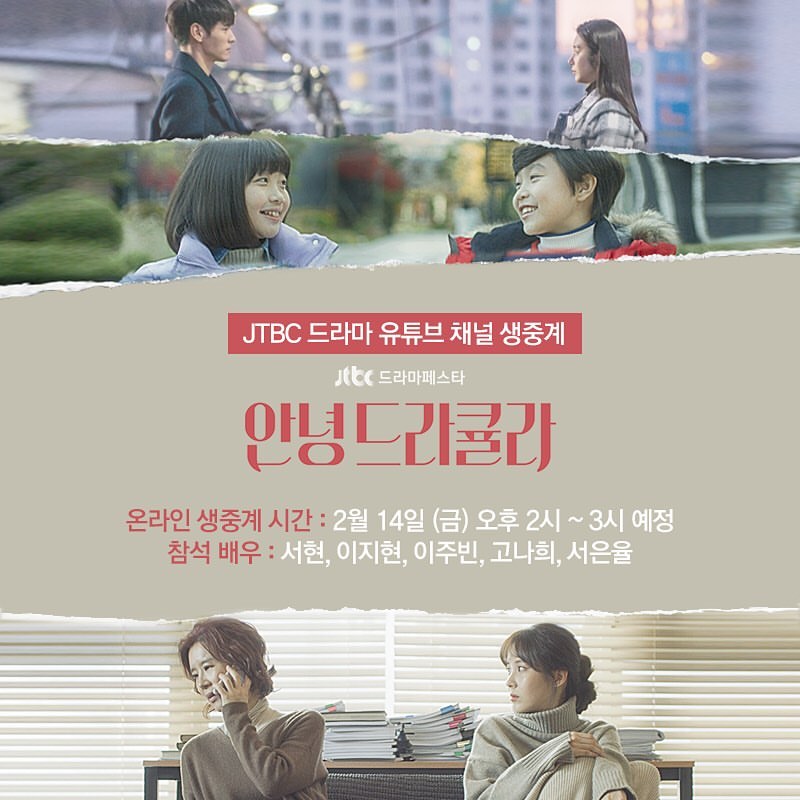 JTBC 드라마 유튜브 채널 생중계
Jtbc 드라마페스타
안녕 드라큘라
온라인 생중계 시간 : 2월 14일 (금) 오후 2시 ~ 3시 예정
참석 배우 : 서현, 이지현, 이주빈, 고나희, 서은율